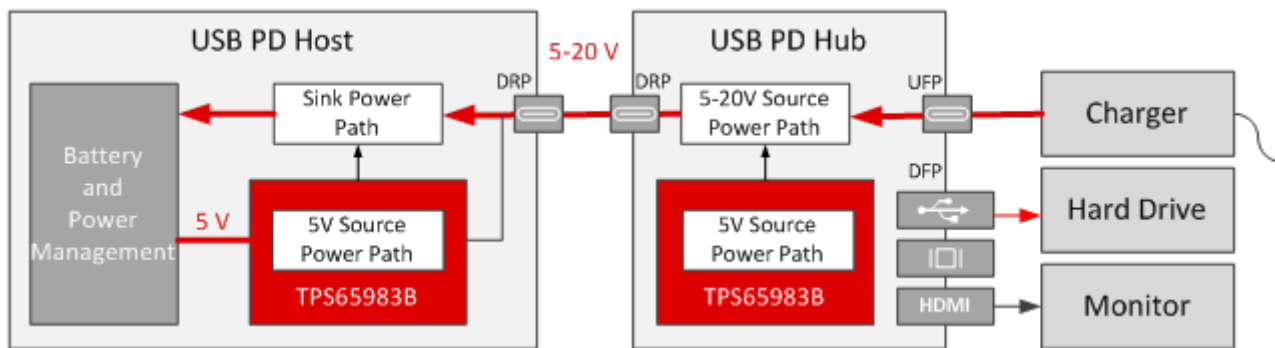 USB PD Host
5-20 V
USB PD Hub
DRP
DRP
UFP
Sink Power
Path
5-20V Source
Power Path
Charger
Battery
and
Power
Management
5 V
5V Source
Power Path
TPS65983B
5V Source
Power Path
TPS65983B
DFP
Hard Drive
HDMI
Monitor